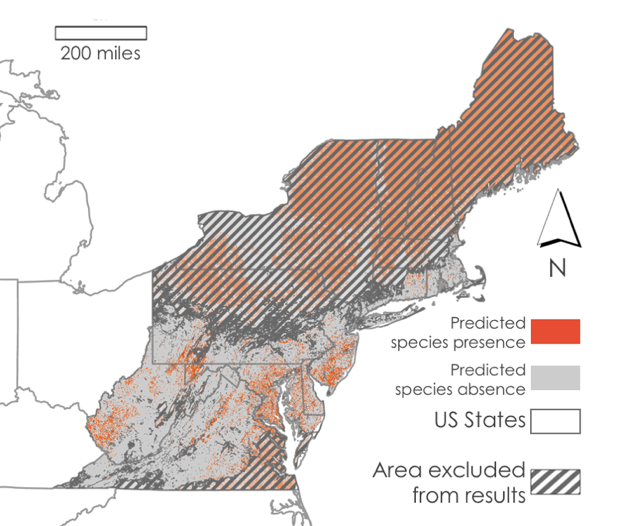 200 miles
N
Predicted
species presence
Predicted
species absence
US States
Area excluded
from results